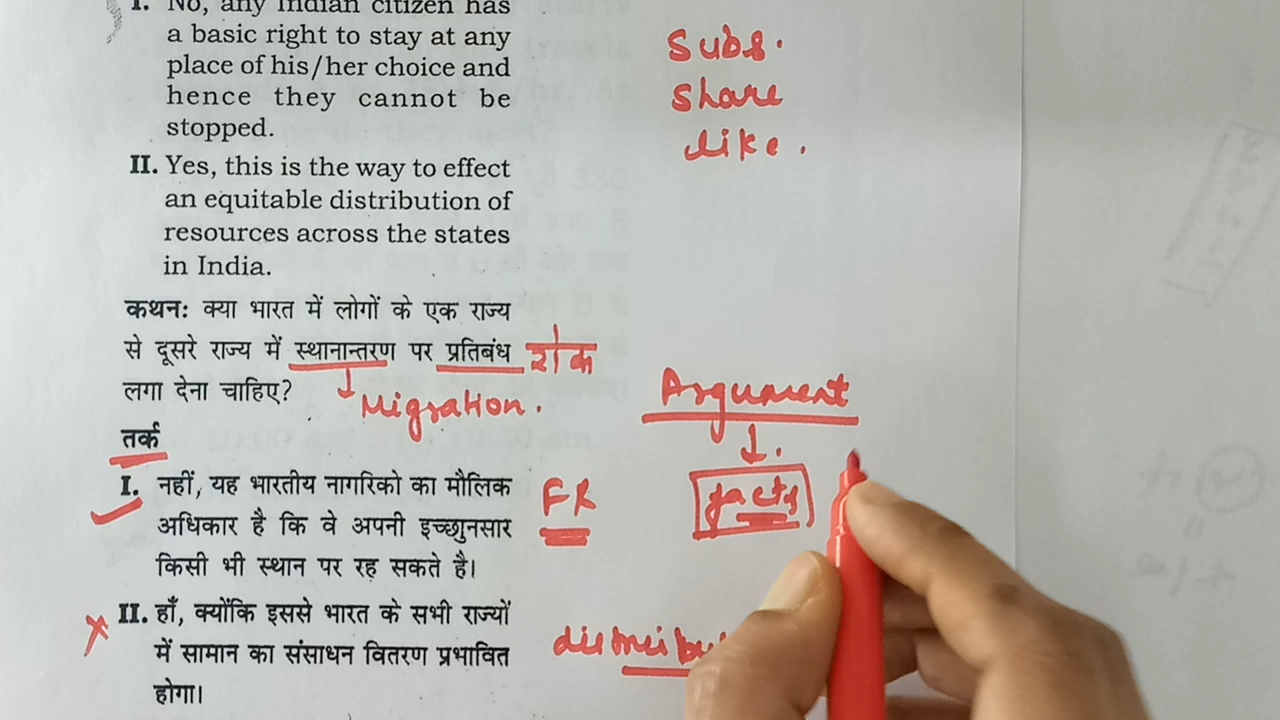 I. No, any Indian citizen has
a basic right to stay at any
place of his/her choice and
hence they cannot be
stopped.
II. Yes, this is the way to effect
an equitable distribution of
resources across the states
in India.
कथन: क्या भारत में लोगों के एक राज्य
से दूसरे राज्य में स्थानान्तरण पर प्रतिबंध रोक
लगा देना चाहिए?
Migration.
तर्क
I. नहीं, यह भारतीय नागरिको का मौलिक
अधिकार है कि वे अपनी इच्छाुनसार
किसी भी स्थान पर रह सकते है।
FR
II. हाँ, क्योंकि इससे भारत के सभी राज्यों
में सामान का संसाधन वितरण प्रभावित
होगा।
Subs.
Share
like.
Argument
facts